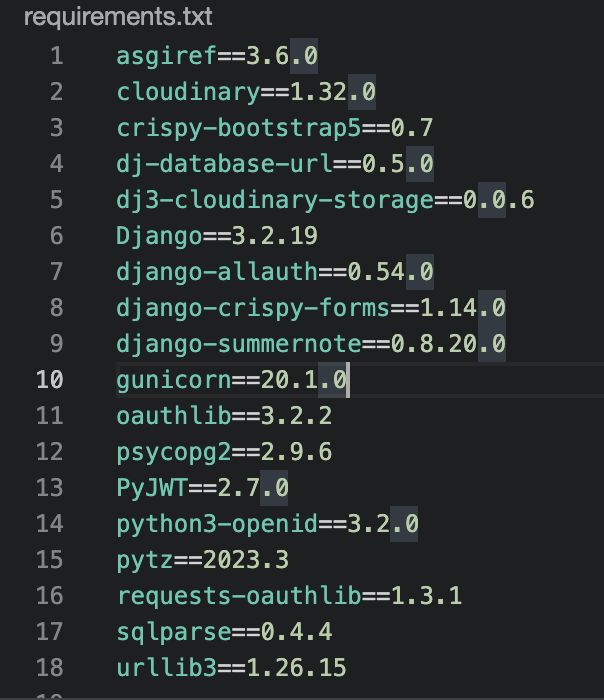 requirements.txt
1 asgiref==3.6.0
2 cloudinary==1.32.0
3 crispy-bootstrap5==0.7
4 dj-database-url==0.5.0
5 dj3-cloudinary-storage==0.0.6
6 Django==3.2.19
7 django-allauth==0.54.0
8 django-crispy-forms==1.14.0
9 django-summernote==0.8.20.0
10 gunicorn==20.1.0
11 oauthlib==3.2.2
12 psycopg2==2.9.6
13 PyJWT==2.7.0
14 python3-openid==3.2.0
15 pytz==2023.3
16 requests-oauthlib==1.3.1
17 sqlparse==0.4.4
18 urllib3==1.26.15